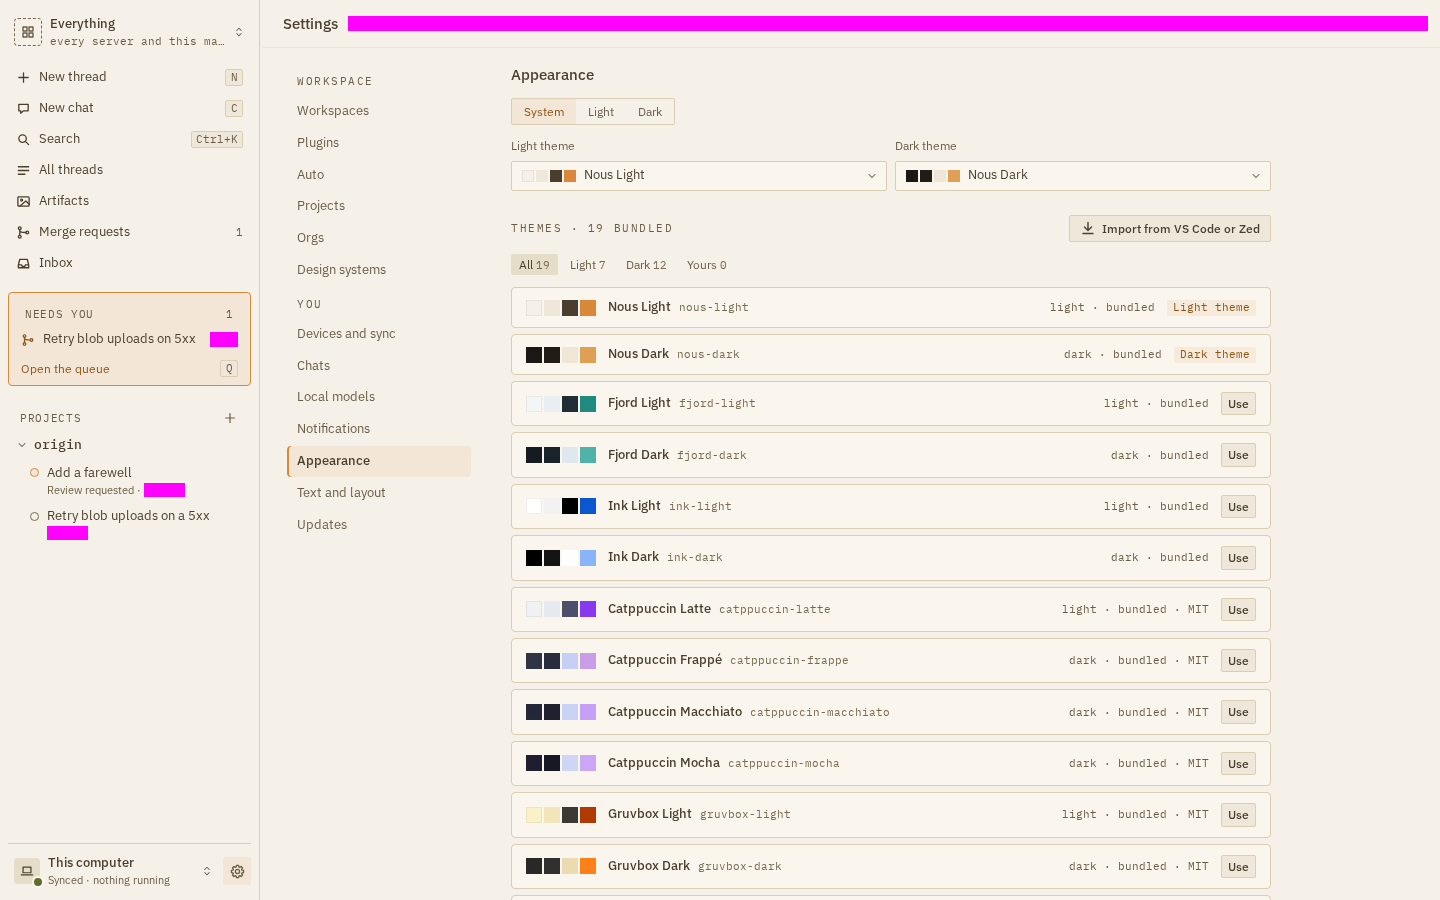 Everything
every server and this ma…
New thread N
New chat C
Search Ctrl+K
All threads
Artifacts
Merge requests 1
Inbox
NEEDS YOU 1
Retry blob uploads on 5xx
Open the queue Q
PROJECTS
origin
Add a farewell
Review requested ·
Retry blob uploads on a 5xx
This computer
Synced · nothing running
Settings
WORKSPACE
Workspaces
Plugins
Auto
Projects
Orgs
Design systems
YOU
Devices and sync
Chats
Local models
Notifications
Appearance
Text and layout
Updates
Appearance
System Light Dark
Light theme Dark theme
Nous Light Nous Dark
THEMES · 19 BUNDLED Import from VS Code or Zed
All 19 Light 7 Dark 12 Yours 0
Nous Light nous-light light · bundled Light theme
Nous Dark nous-dark dark · bundled Dark theme
Fjord Light fjord-light light · bundled Use
Fjord Dark fjord-dark dark · bundled Use
Ink Light ink-light light · bundled Use
Ink Dark ink-dark dark · bundled Use
Catppuccin Latte catppuccin-latte light · bundled · MIT Use
Catppuccin Frappé catppuccin-frappe dark · bundled · MIT Use
Catppuccin Macchiato catppuccin-macchiato dark · bundled · MIT Use
Catppuccin Mocha catppuccin-mocha dark · bundled · MIT Use
Gruvbox Light gruvbox-light light · bundled · MIT Use
Gruvbox Dark gruvbox-dark dark · bundled · MIT Use